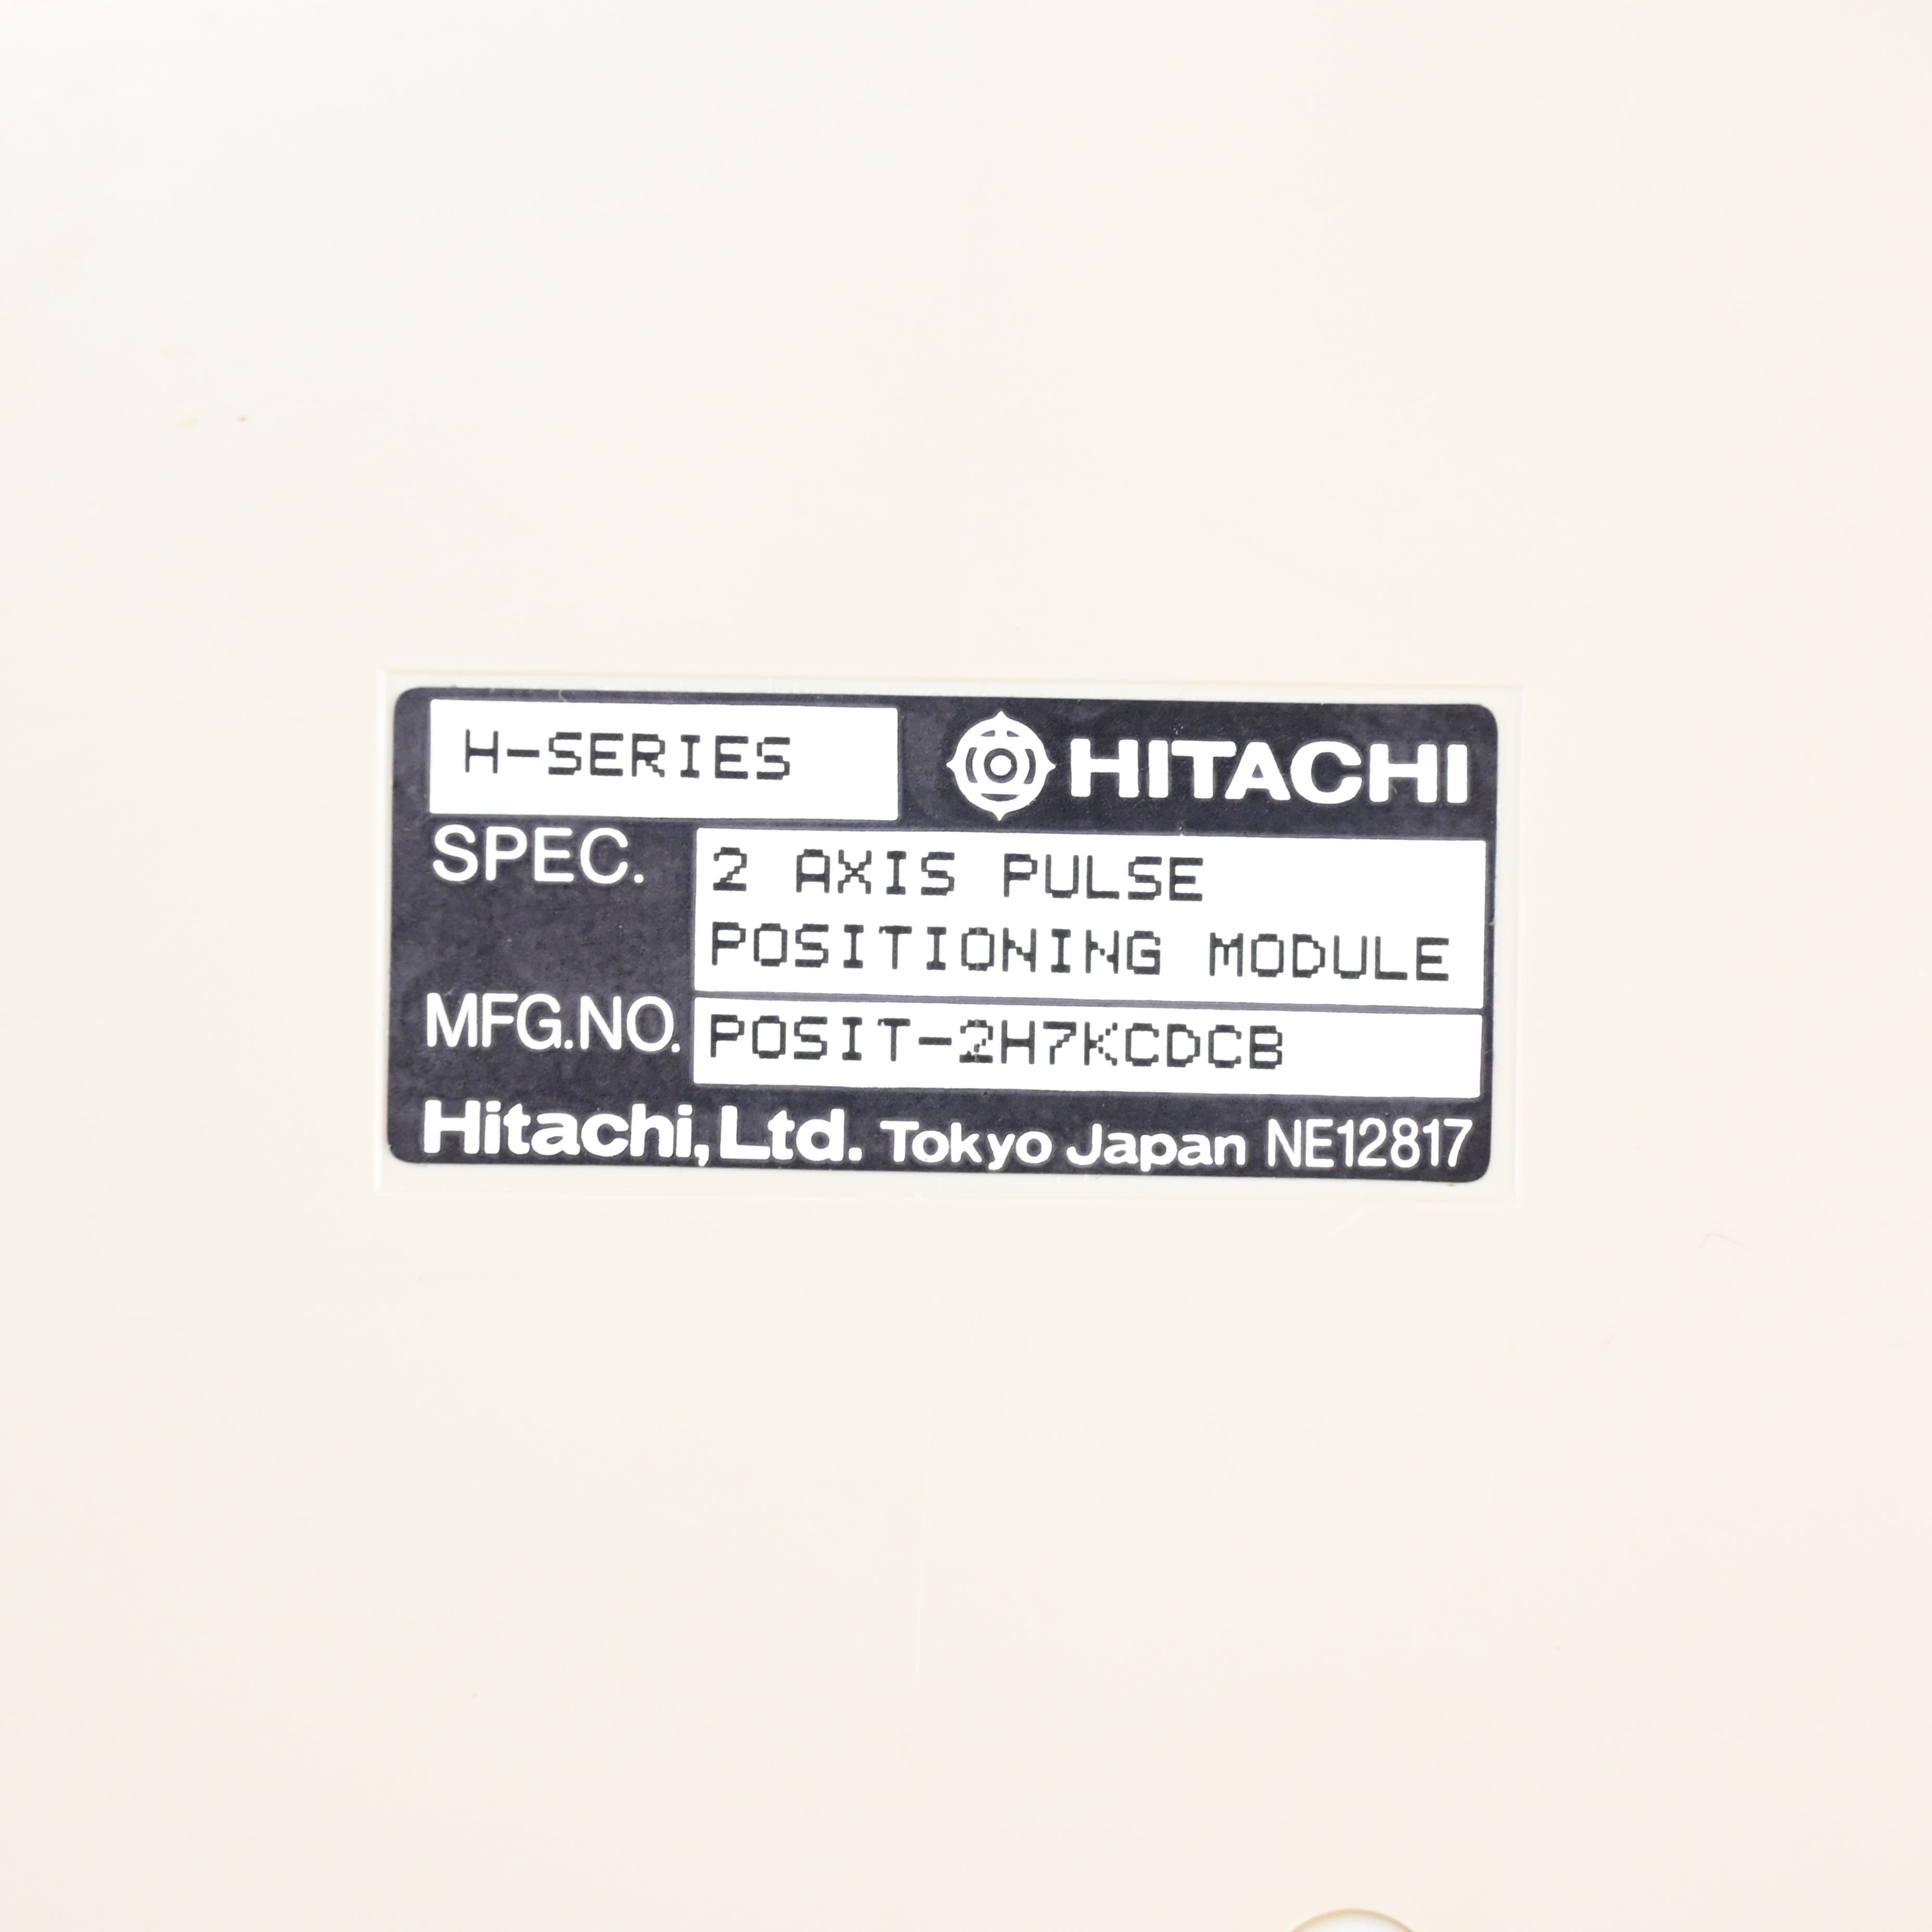 H-SERIES HITACHI
SPEC. 2 AXIS PULSE
POSITIONING MODULE
MFG.NO. POSIT-2H7KCDCB
Hitachi, Ltd. Tokyo Japan NE12817